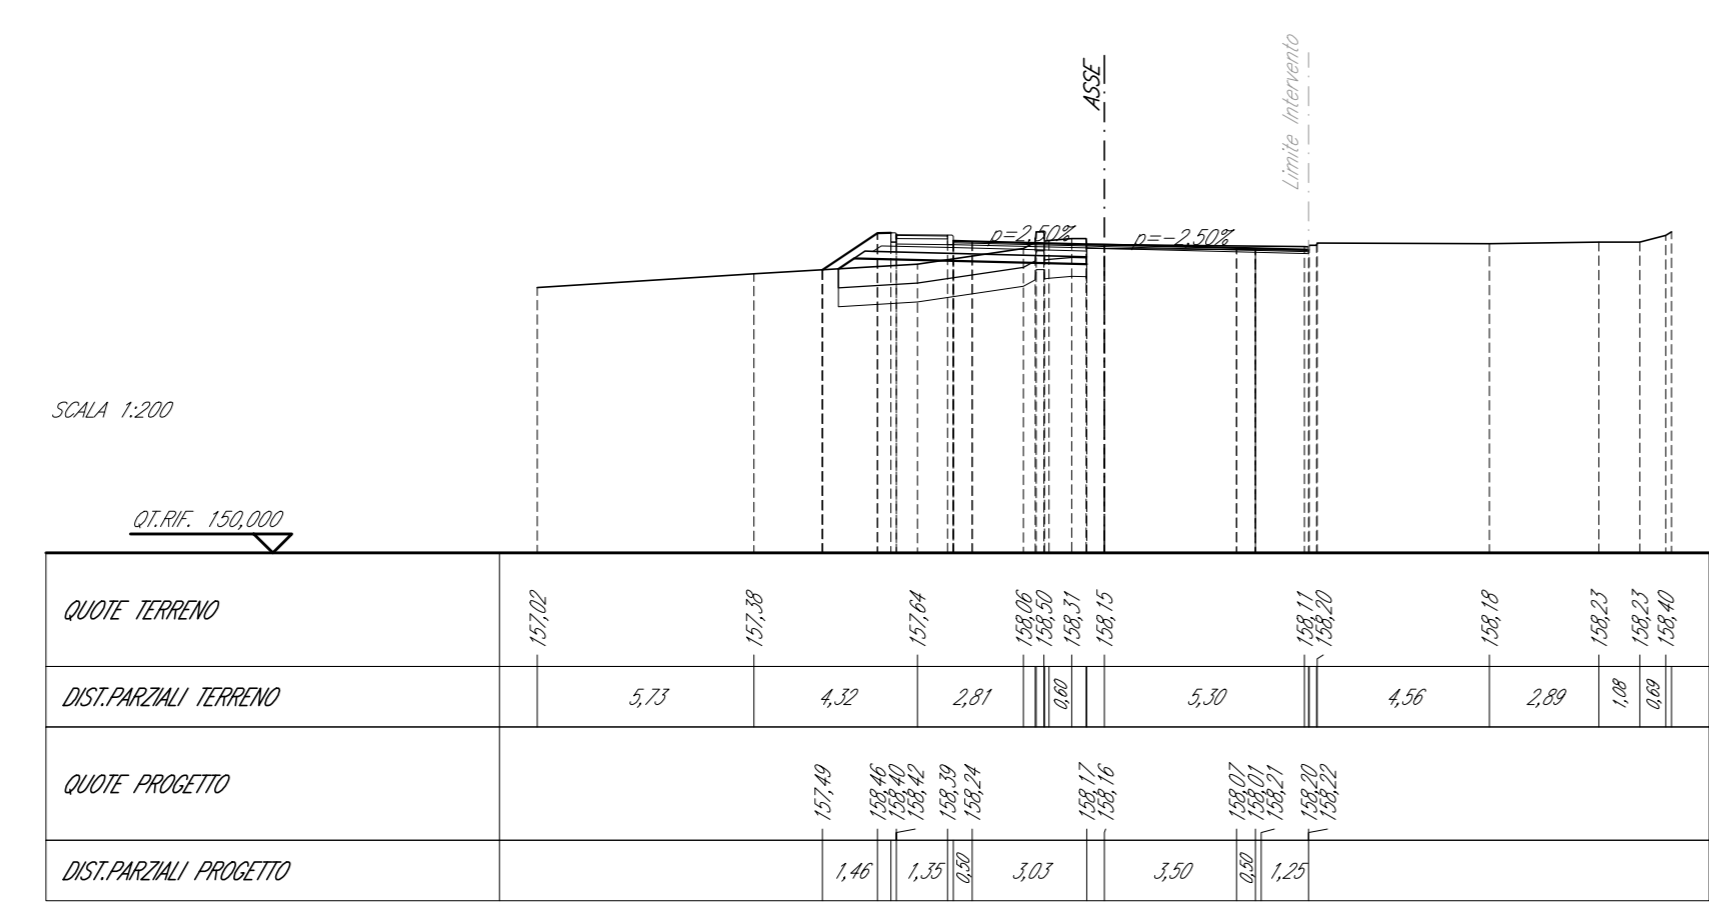 ASSE
Limite Intervento
p=2,50%
p=-2,50%
SCALA 1:200
QT.RIF. 150,000
QUOTE TERRENO
157,02 157,38 157,64 158,06 158,50 158,31 158,15 158,11 158,20 158,18 158,23 158,23 158,40
DIST.PARZIALI TERRENO
5,73 4,32 2,81 0,60 5,30 4,56 2,89 1,08 0,69
QUOTE PROGETTO
157,49 158,46 158,40 158,42 158,39 158,24 158,17 158,16 158,07 158,01 158,21 158,20 158,22
DIST.PARZIALI PROGETTO
1,46 1,35 0,50 3,03 3,50 0,50 1,25